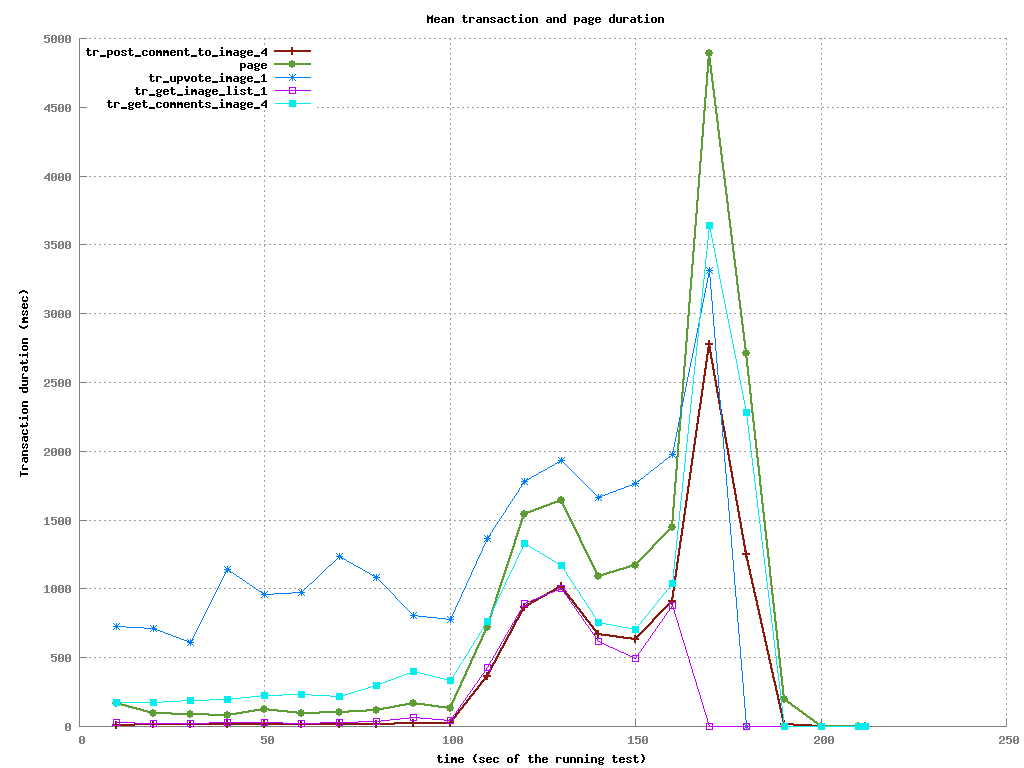 Mean transaction and page duration
5000
4500
4000
3500
3000
2500
2000
1500
1000
500
0
tr_post_comment_to_image_4
page
tr_upvote_image_1
tr_get_image_list_1
tr_get_comments_image_4
Transaction duration (msec)
0 50 100 150 200 250
time (sec of the running test)